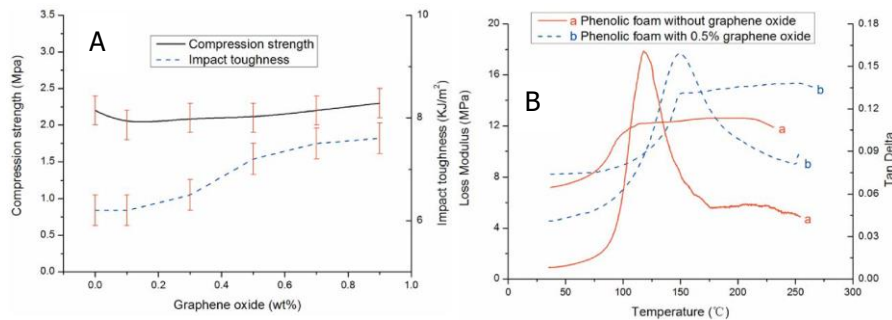 A
Compression strength
Impact toughness
3.5
3.0
2.5
2.0
1.5
1.0
0.5
0.0
Compression strength (Mpa)
10
8
6
Impact toughness (KJ/m²)
0.0 0.2 0.4 0.6 0.8 1.0
Graphene oxide (wt%)
a Phenolic foam without graphene oxide
b Phenolic foam with 0.5% graphene oxide
B
20
16
12
8
4
0
Loss Modulus (MPa)
b
a
b
a
0.18
0.15
0.12
0.09
0.06
0.03
0.00
Tan Delta
0 50 100 150 200 250 300
Temperature (℃)